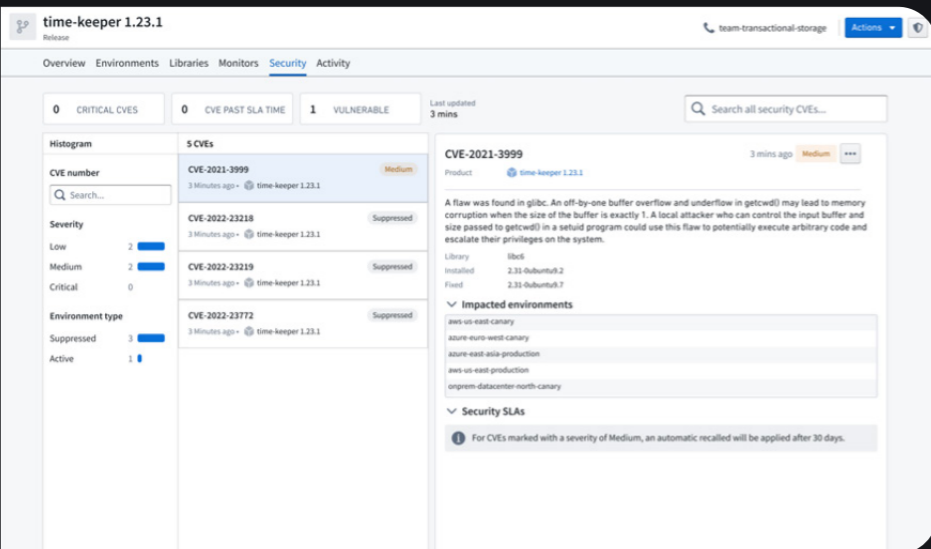 time-keeper 1.23.1
Release
team-transactional-storage
Actions
Overview Environments Libraries Monitors Security Activity
0 CRITICAL CVES
0 CVE PAST SLA TIME
1 VULNERABLE
Last updated
3 mins
Search all security CVEs...
Histogram
CVE number
Search...
Severity
Low 2
Medium 2
Critical 0
Environment type
Suppressed 3
Active 1
5 CVEs
CVE-2021-3999 Medium
3 Minutes ago • time-keeper 1.23.1
CVE-2022-23218 Suppressed
3 Minutes ago • time-keeper 1.23.1
CVE-2022-23219 Suppressed
3 Minutes ago • time-keeper 1.23.1
CVE-2022-23772 Suppressed
3 Minutes ago • time-keeper 1.23.1
CVE-2021-3999 3 mins ago Medium
Product time-keeper 1.23.1
A flaw was found in glibc. An off-by-one buffer overflow and underflow in getcwd() may lead to memory
corruption when the size of the buffer is exactly 1. A local attacker who can control the input buffer and
size passed to getcwd() in a setuid program could use this flaw to potentially execute arbitrary code and
escalate their privileges on the system.
Library libc6
Installed 2.31-0ubuntu9.2
Fixed 2.31-0ubuntu9.7
Impacted environments
aws-us-east-canary
azure-euro-west-canary
azure-east-asia-production
aws-us-east-production
onprem-datacenter-north-canary
Security SLAs
For CVEs marked with a severity of Medium, an automatic recalled will be applied after 30 days.